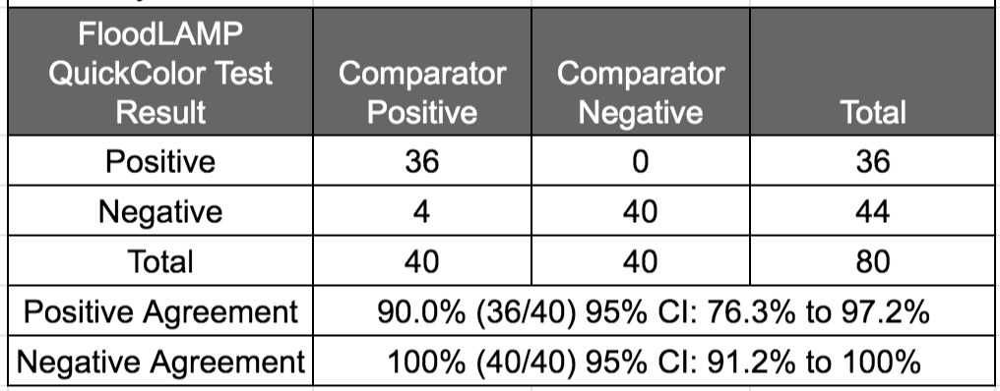 FloodLAMP
QuickColor Test
Result
Comparator
Positive
Comparator
Negative
Total
Positive 36 0 36
Negative 4 40 44
Total 40 40 80
Positive Agreement 90.0% (36/40) 95% CI: 76.3% to 97.2%
Negative Agreement 100% (40/40) 95% CI: 91.2% to 100%